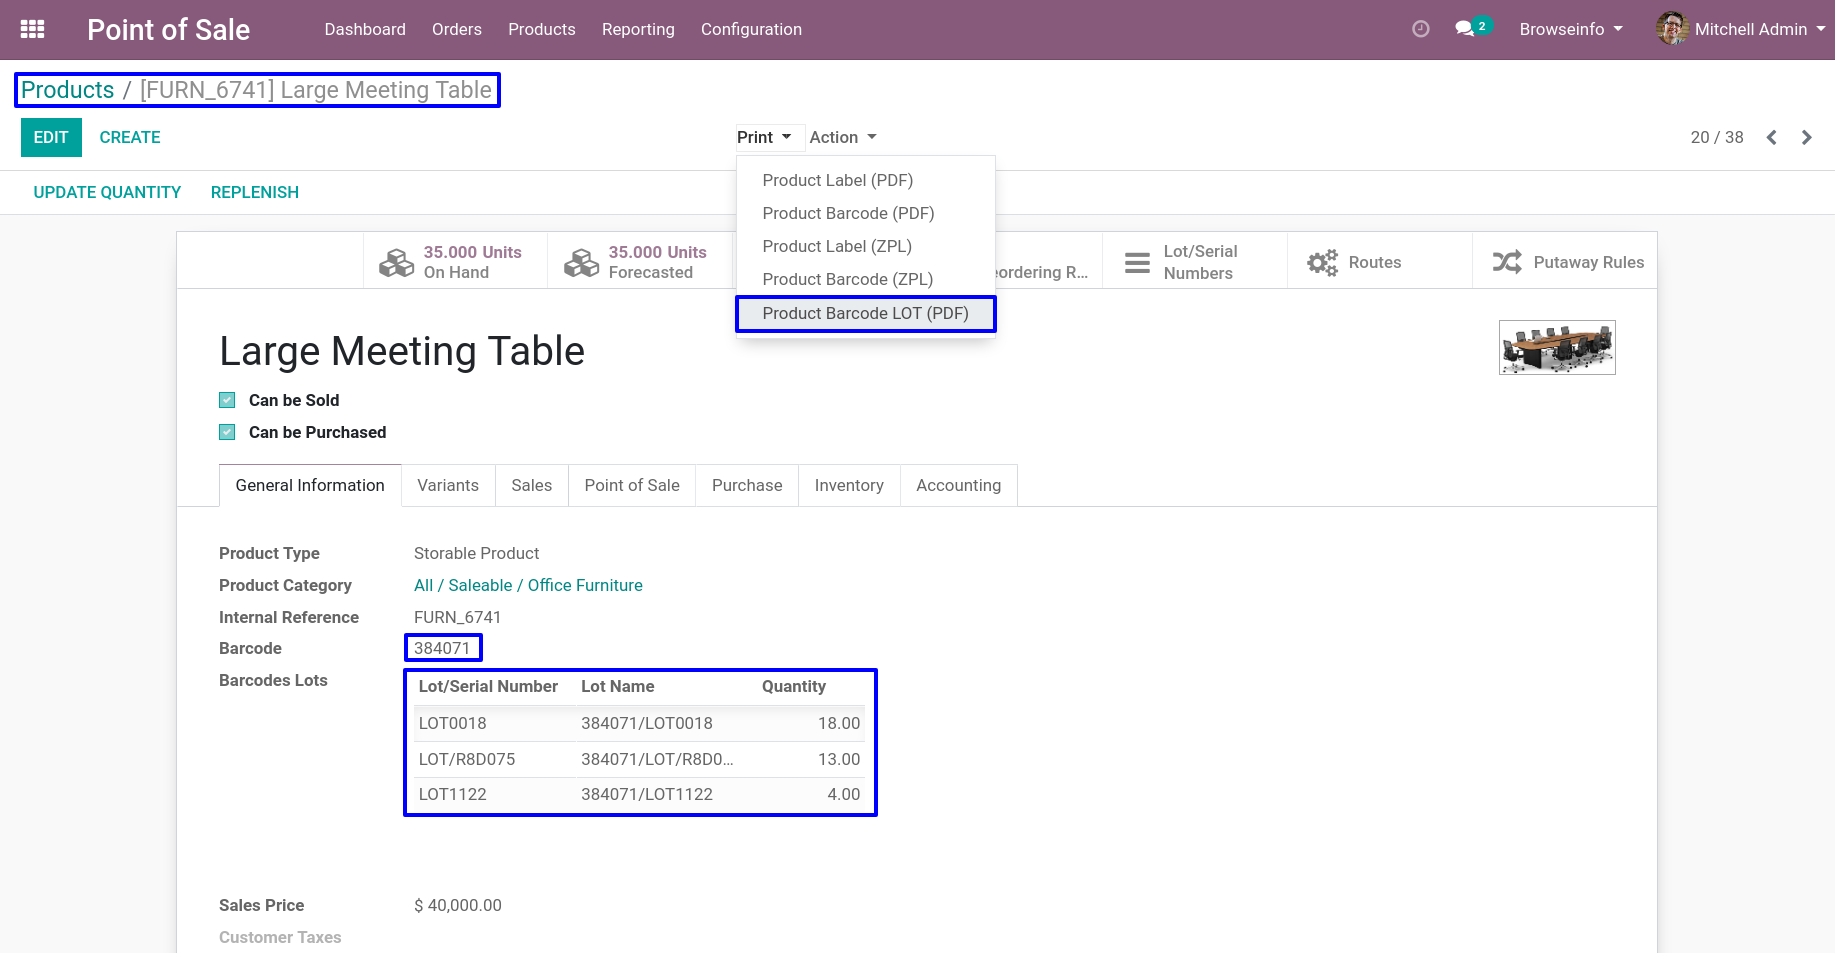 Point of Sale Dashboard Orders Products Reporting Configuration 2 Browseinfo Mitchell Admin
Products / [FURN_6741] Large Meeting Table
EDIT CREATE Print Action 20 / 38
UPDATE QUANTITY REPLENISH
Product Label (PDF)
Product Barcode (PDF)
Product Label (ZPL)
Product Barcode (ZPL)
Product Barcode LOT (PDF)
35.000 Units
On Hand
35.000 Units
Forecasted
eordering R...
Lot/Serial
Numbers
Routes
Putaway Rules
Large Meeting Table
Can be Sold
Can be Purchased
General Information Variants Sales Point of Sale Purchase Inventory Accounting
Product Type Storable Product
Product Category All / Saleable / Office Furniture
Internal Reference FURN_6741
Barcode 384071
Barcodes Lots
Lot/Serial Number Lot Name Quantity
LOT0018 384071/LOT0018 18.00
LOT/R8D075 384071/LOT/R8D0... 13.00
LOT1122 384071/LOT1122 4.00
Sales Price $ 40,000.00
Customer Taxes